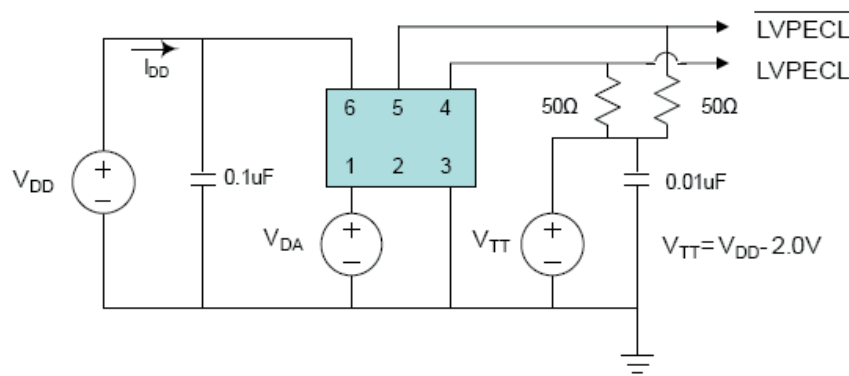 LVPECL
I_DD
LVPECL
6 5 4
50Ω 50Ω
1 2 3
V_DD
0.1uF
0.01uF
V_DA
V_TT
V_TT=V_DD-2.0V